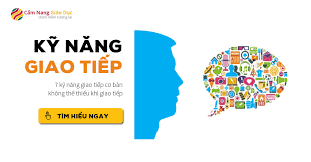 Cẩm Nang Giáo Dục
KỸ NĂNG
GIAO TIẾP
7 kỹ năng giao tiếp cơ bản
không thể thiếu khi giao tiếp
TÌM HIỂU NGAY